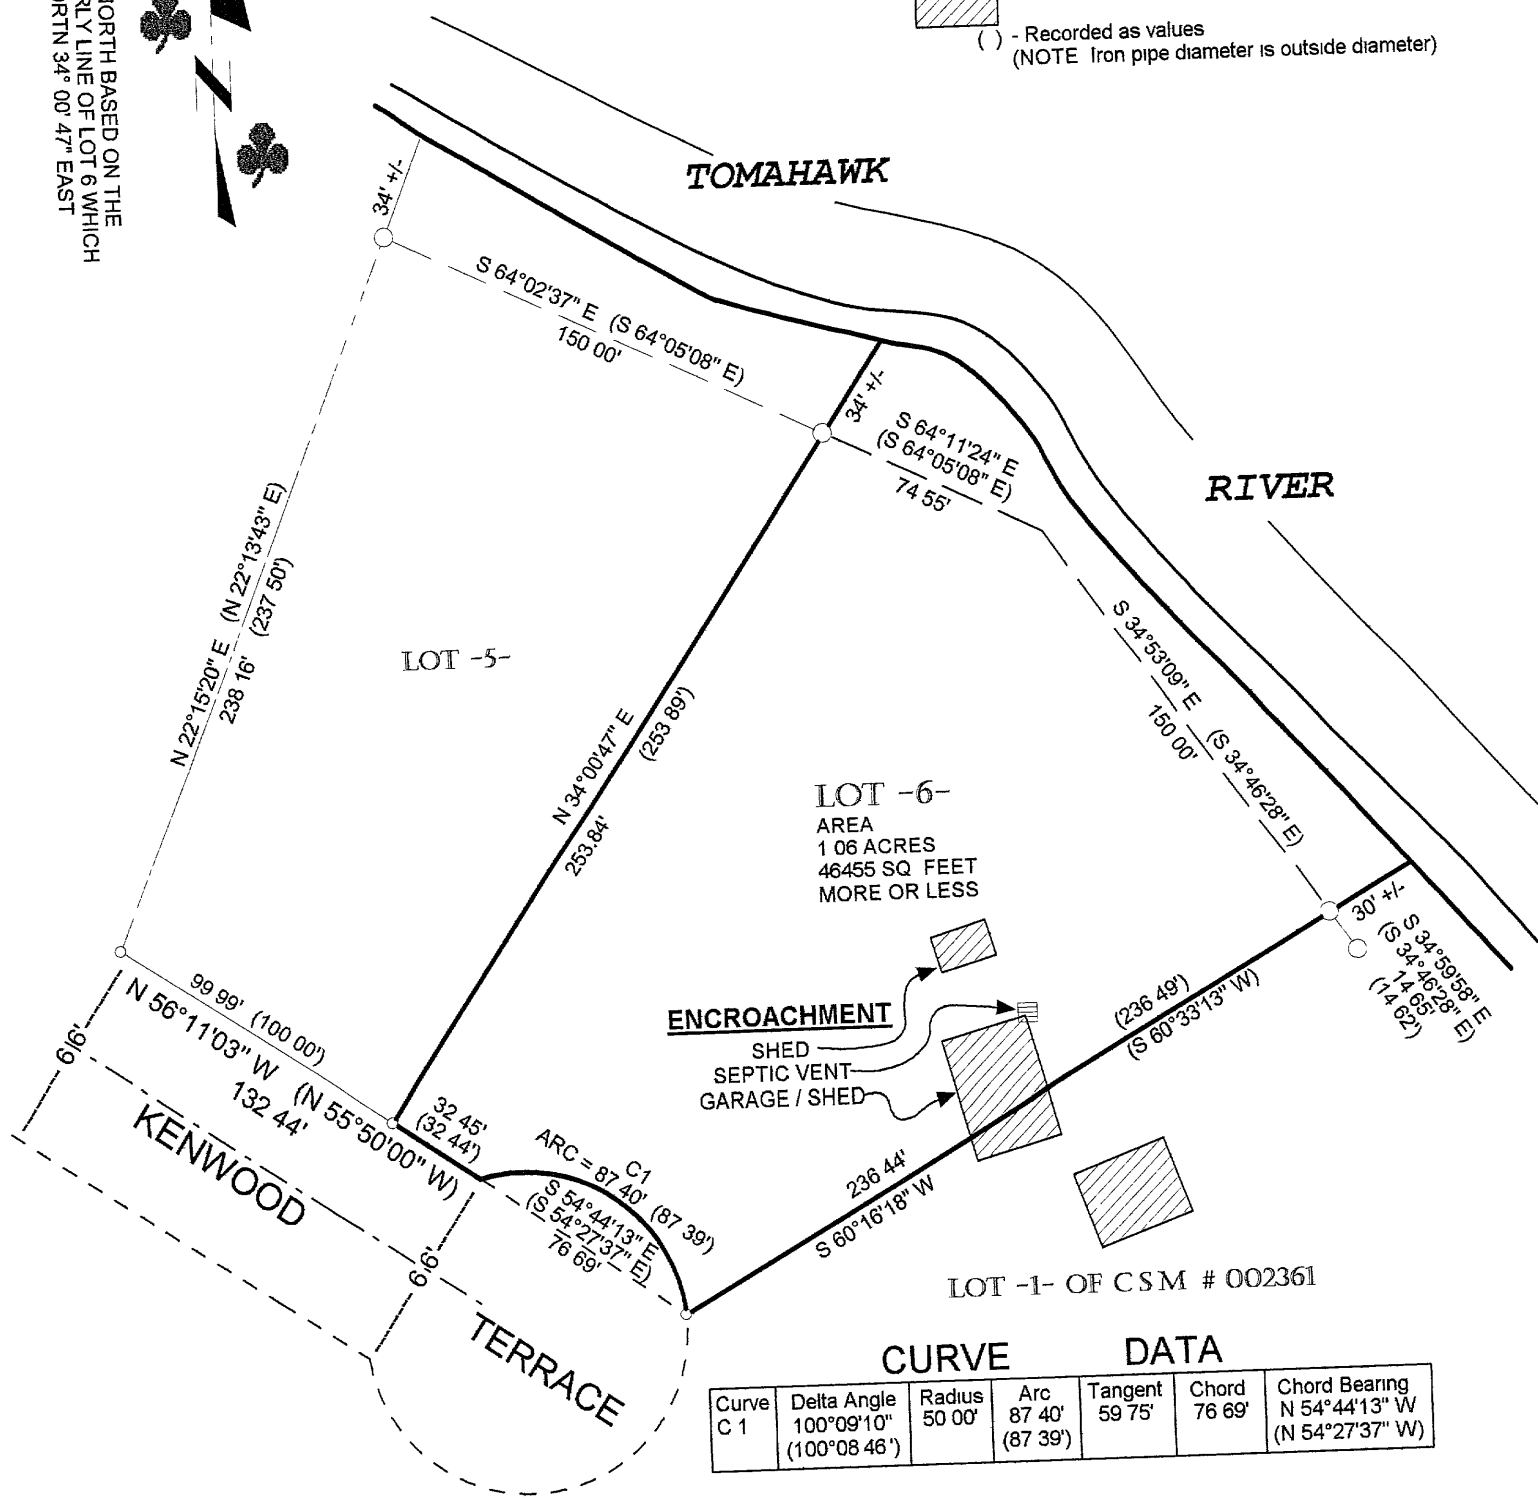 ( ) - Recorded as values
(NOTE Iron pipe diameter is outside diameter)
NORTH BASED ON THE
RLY LINE OF LOT 6 WHICH
ORTN 34° 00' 47" EAST
TOMAHAWK
RIVER
34' +/-
S 64°02'37" E (S 64°05'08" E)
150 00'
34' +/-
S 64°11'24" E
(S 64°05'08" E)
74 55'
N 22°15'20" E (N 22°13'43" E)
238 16' (237 50')
LOT -5-
N 34°00'47" E (253 89')
253.84'
S 34°53'09" E (S 34°46'28" E)
150 00'
LOT -6-
AREA
1 06 ACRES
46455 SQ FEET
MORE OR LESS
30' +/-
S 34°59'58" E
(S 34°46'28" E)
14 65'
(14 62')
ENCROACHMENT
SHED
SEPTIC VENT
GARAGE / SHED
(236 49')
(S 60°33'13" W)
236 44'
S 60°16'18" W
99 99' (100 00')
N 56°11'03" W (N 55°50'00" W)
132 44'
66'
KENWOOD
32 45'
(32 44')
C1
ARC = 87 40' (87 39')
S 54°44'13" E
(S 54°27'37" E)
76 69'
66'
TERRACE
LOT -1- OF C S M # 002361
CURVE DATA
Curve Delta Angle Radius Arc Tangent Chord Chord Bearing
C 1 100°09'10" 50 00' 87 40' 59 75' 76 69' N 54°44'13" W
(100°08 46') (87 39') (N 54°27'37" W)